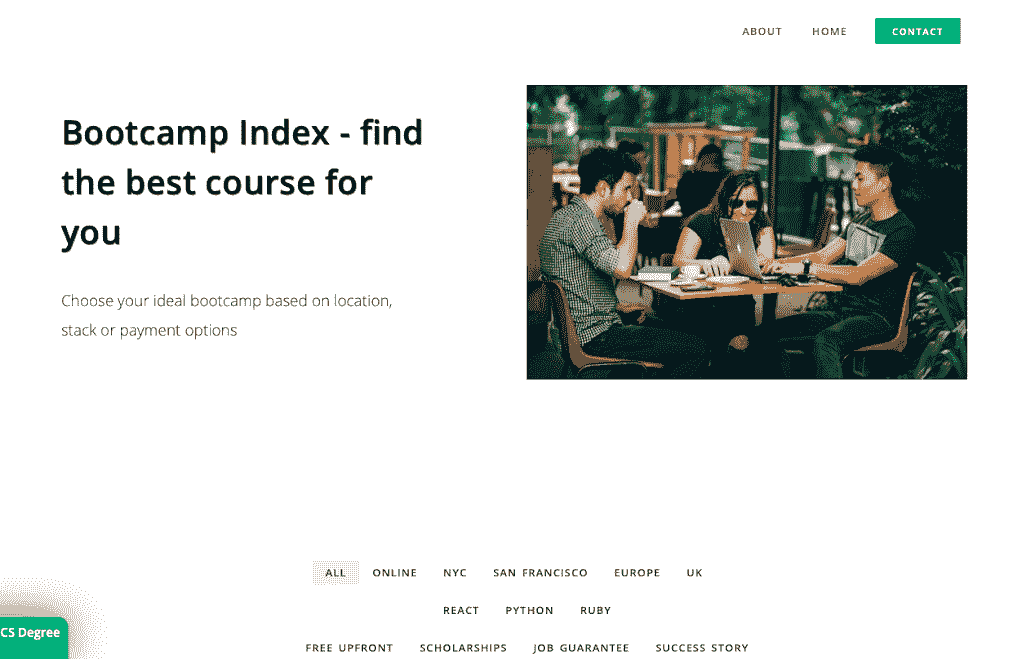 ABOUT HOME CONTACT
Bootcamp Index - find
the best course for
you
Choose your ideal bootcamp based on location,
stack or payment options
ALL ONLINE NYC SAN FRANCISCO EUROPE UK
REACT PYTHON RUBY
CS Degree
FREE UPFRONT SCHOLARSHIPS JOB GUARANTEE SUCCESS STORY